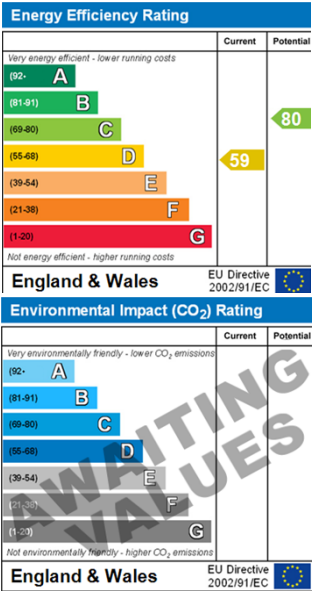 Energy Efficiency Rating
Current Potential
Very energy efficient - lower running costs
(92- A
(81-91) B
(69-80) C
(55-68) D
(39-54) E
(21-38) F
(1-20) G
59
80
Not energy efficient - higher running costs
England & Wales
EU Directive
2002/91/EC
Environmental Impact (CO2) Rating
Current Potential
Very environmentally friendly - lower CO2 emissions
(92- A
(81-91) B
(69-80) C
(55-68) D
(39-54) E
(21-38) F
(1-20) G
AWAITING
VALUES
Not environmentally friendly - higher CO2 emissions
England & Wales
EU Directive
2002/91/EC